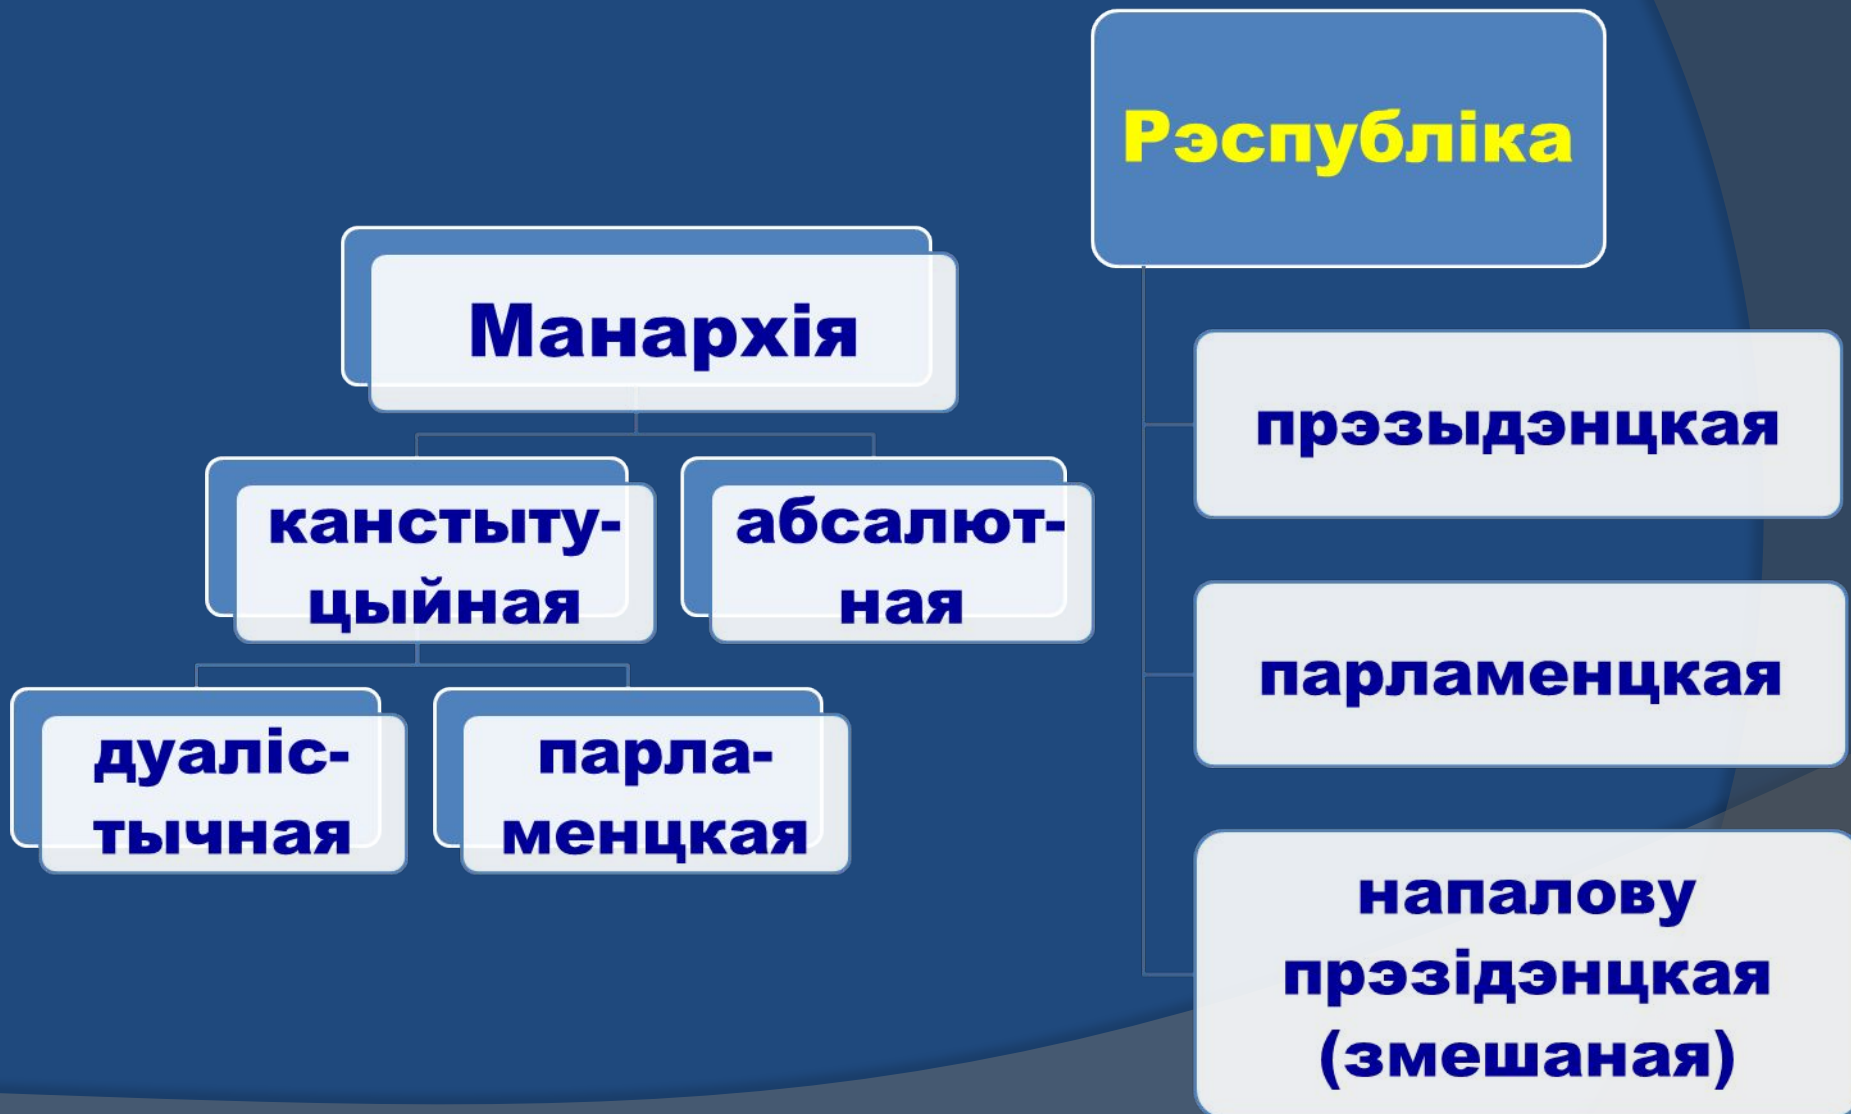 Манархія
канстыту-
цыйная
абсалют-
ная
дуаліс-
тычная
парла-
менцкая
Рэспубліка
прэзыдэнцкая
парламенцкая
напалову
прэзідэнцкая
(змешаная)